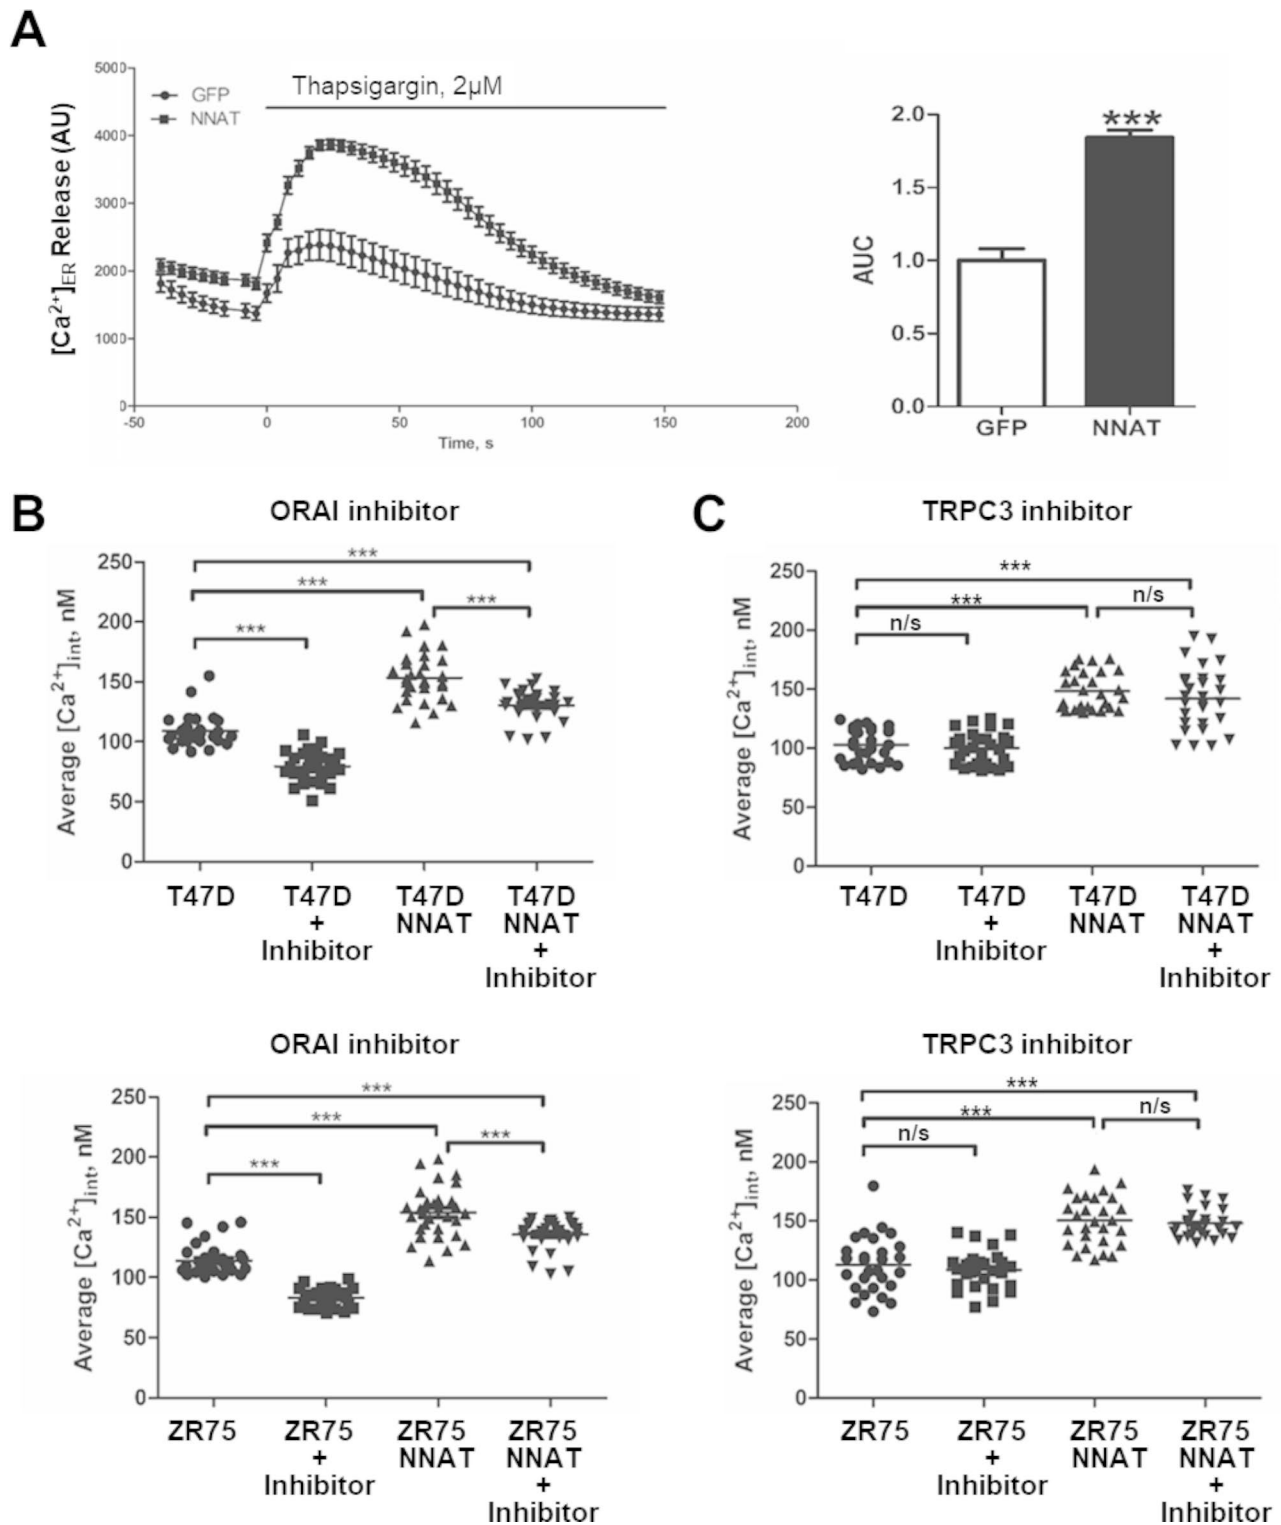 A
[Ca²⁺]ER Release (AU)
5000
4000
3000
2000
1000
0
GFP
NNAT
Thapsigargin, 2µM
-50
0
50
100
150
200
Time, s
AUC
2.0
1.5
1.0
0.5
0.0
***
GFP
NNAT
B
ORAI inhibitor
Average [Ca²⁺]int, nM
250
200
150
100
50
0
***
***
***
***
T47D
T47D
+
Inhibitor
T47D
NNAT
T47D
NNAT
+
Inhibitor
C
TRPC3 inhibitor
Average [Ca²⁺]int, nM
250
200
150
100
50
0
***
***
n/s
n/s
T47D
T47D
+
Inhibitor
T47D
NNAT
T47D
NNAT
+
Inhibitor
ORAI inhibitor
Average [Ca²⁺]int, nM
250
200
150
100
50
0
***
***
***
***
ZR75
ZR75
+
Inhibitor
ZR75
NNAT
ZR75
NNAT
+
Inhibitor
TRPC3 inhibitor
Average [Ca²⁺]int, nM
250
200
150
100
50
0
***
***
n/s
n/s
ZR75
ZR75
+
Inhibitor
ZR75
NNAT
ZR75
NNAT
+
Inhibitor